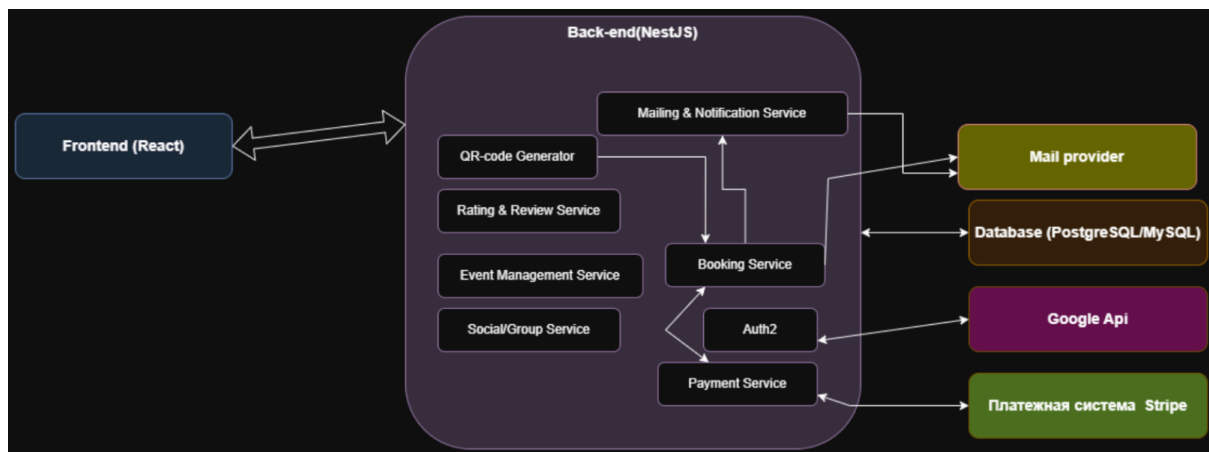 Back-end(NestJS)
Frontend (React)
Mailing & Notification Service
QR-code Generator
Rating & Review Service
Booking Service
Event Management Service
Social/Group Service
Auth2
Payment Service
Mail provider
Database (PostgreSQL/MySQL)
Google Api
Платежная система Stripe